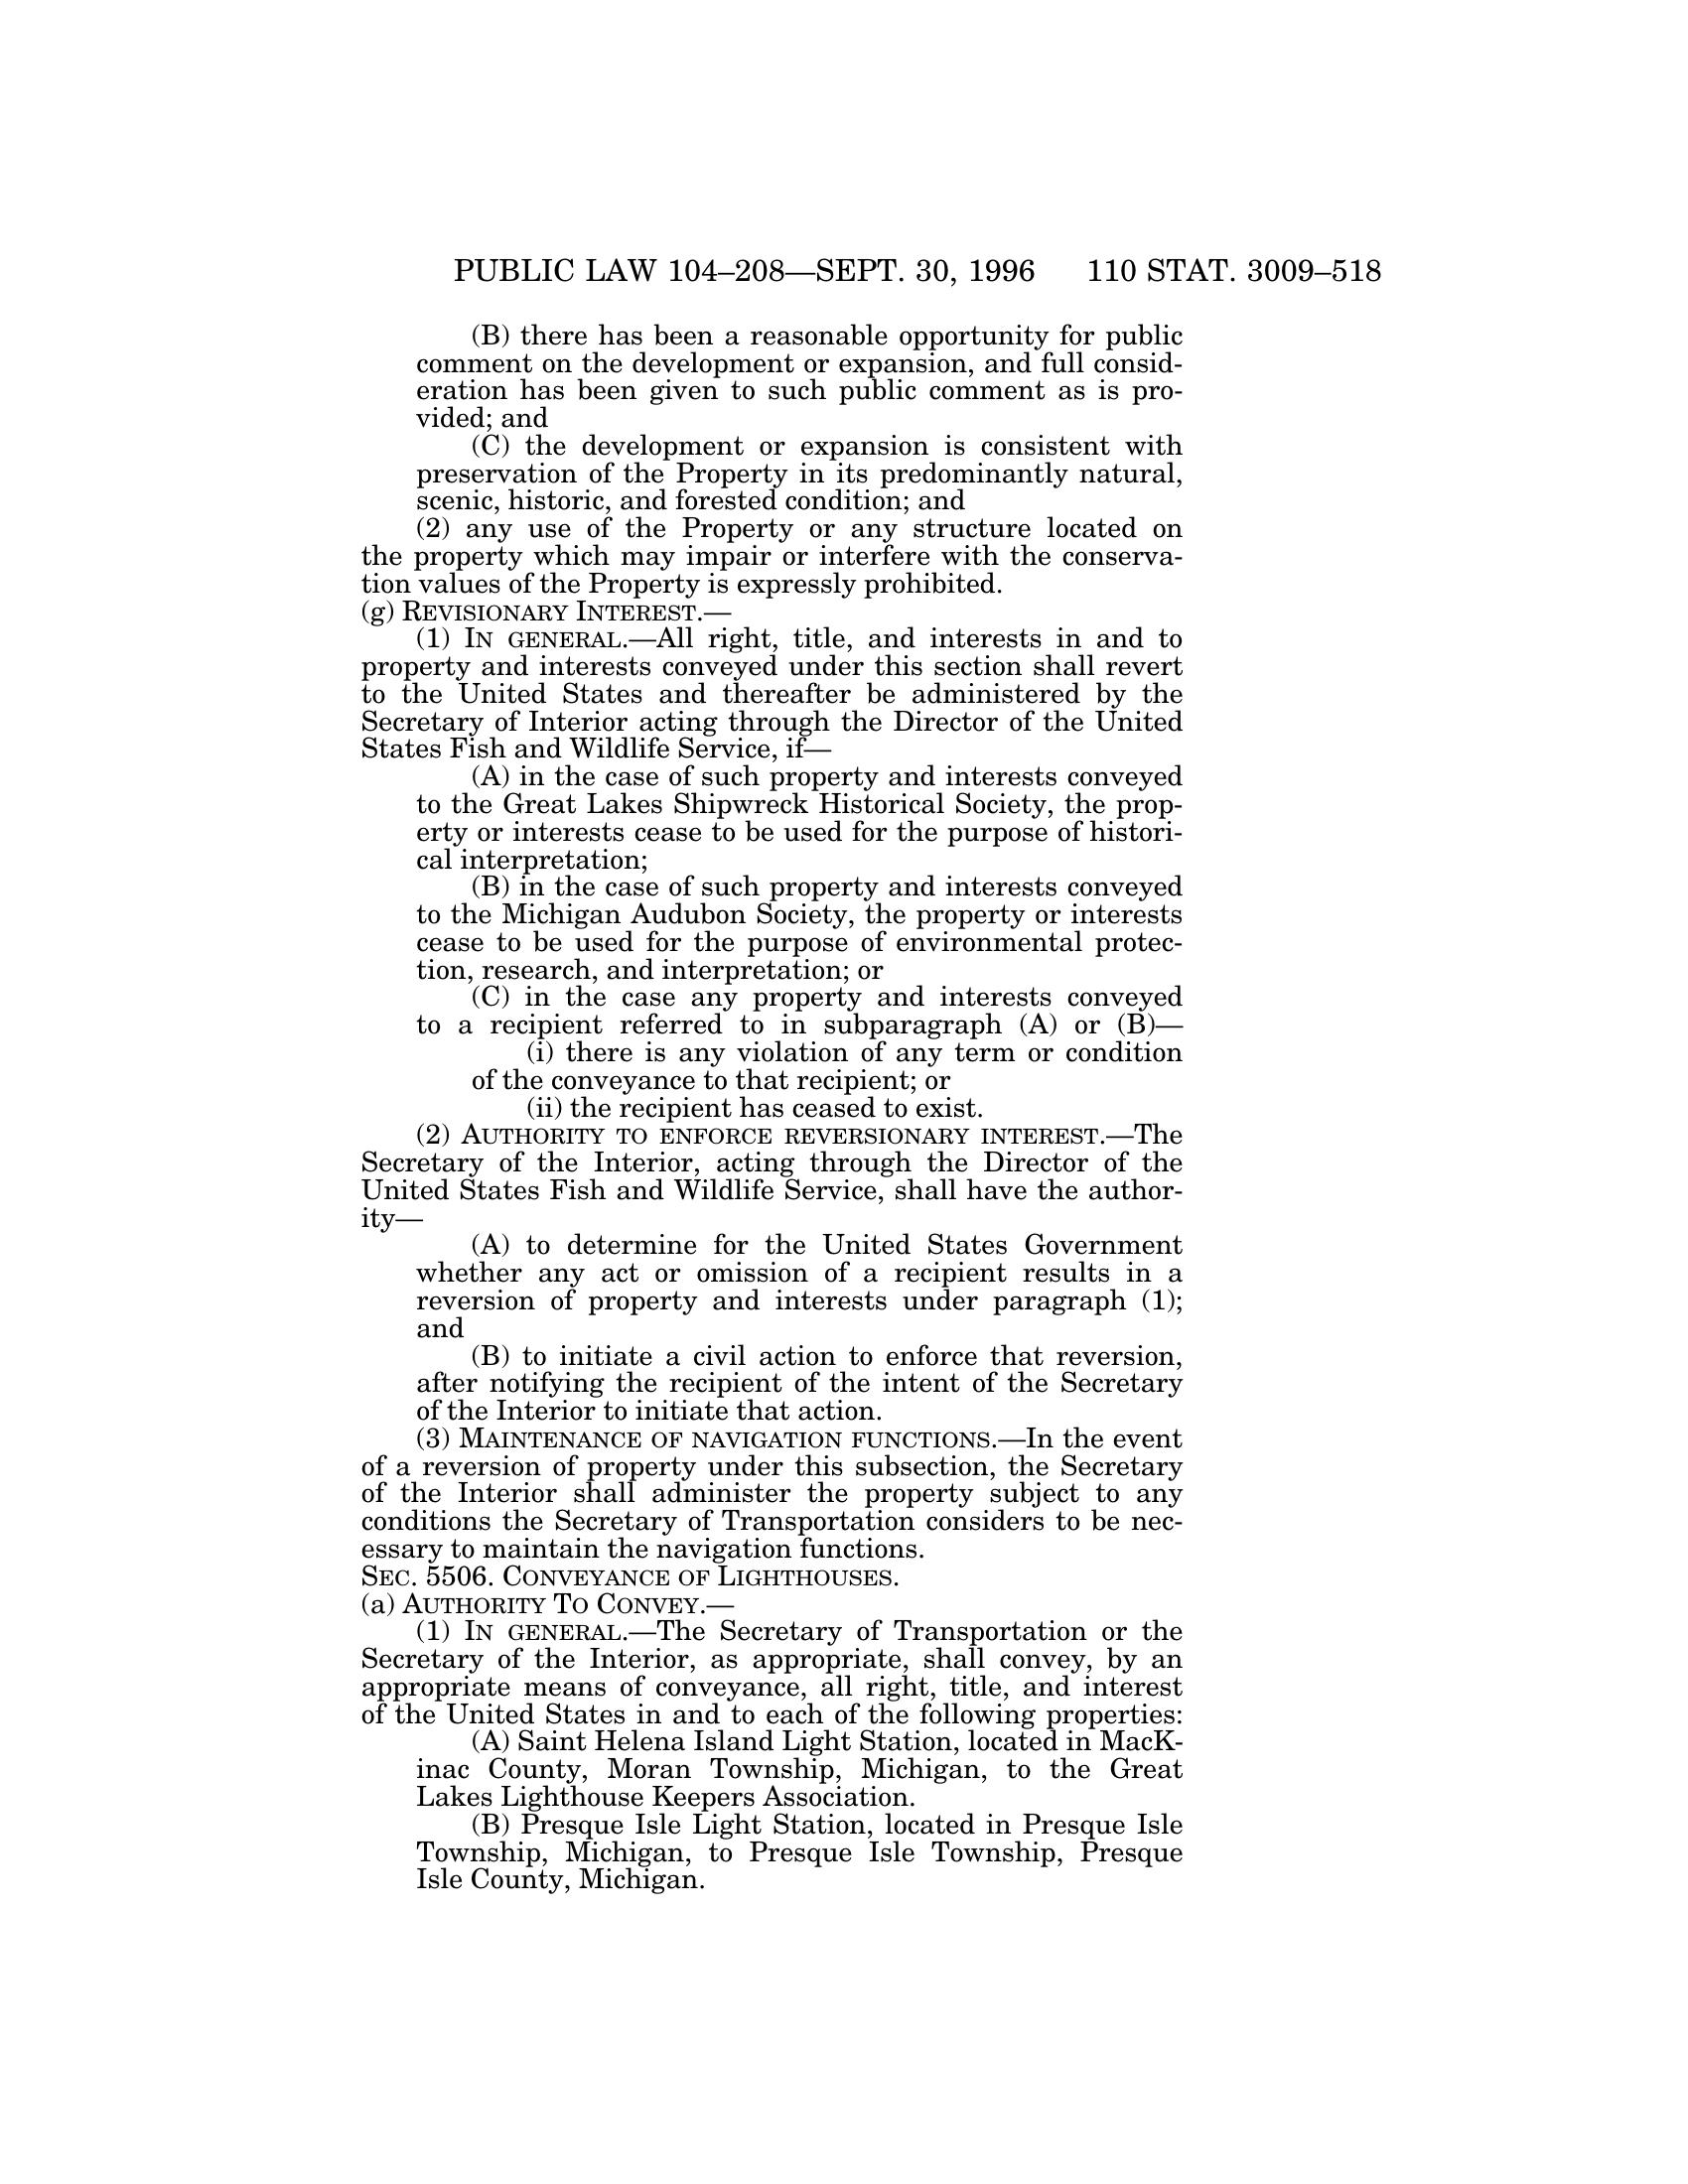 PUBLIC LAW 104–208—SEPT. 30, 1996 110 STAT. 3009–518
(B) there has been a reasonable opportunity for public
comment on the development or expansion, and full consid-
eration has been given to such public comment as is pro-
vided; and
(C) the development or expansion is consistent with
preservation of the Property in its predominantly natural,
scenic, historic, and forested condition; and
(2) any use of the Property or any structure located on
the property which may impair or interfere with the conserva-
tion values of the Property is expressly prohibited.
(g) REVISIONARY INTEREST.—
(1) IN GENERAL.—All right, title, and interests in and to
property and interests conveyed under this section shall revert
to the United States and thereafter be administered by the
Secretary of Interior acting through the Director of the United
States Fish and Wildlife Service, if—
(A) in the case of such property and interests conveyed
to the Great Lakes Shipwreck Historical Society, the prop-
erty or interests cease to be used for the purpose of histori-
cal interpretation;
(B) in the case of such property and interests conveyed
to the Michigan Audubon Society, the property or interests
cease to be used for the purpose of environmental protec-
tion, research, and interpretation; or
(C) in the case any property and interests conveyed
to a recipient referred to in subparagraph (A) or (B)—
(i) there is any violation of any term or condition
of the conveyance to that recipient; or
(ii) the recipient has ceased to exist.
(2) AUTHORITY TO ENFORCE REVERSIONARY INTEREST.—The
Secretary of the Interior, acting through the Director of the
United States Fish and Wildlife Service, shall have the author-
ity—
(A) to determine for the United States Government
whether any act or omission of a recipient results in a
reversion of property and interests under paragraph (1);
and
(B) to initiate a civil action to enforce that reversion,
after notifying the recipient of the intent of the Secretary
of the Interior to initiate that action.
(3) MAINTENANCE OF NAVIGATION FUNCTIONS.—In the event
of a reversion of property under this subsection, the Secretary
of the Interior shall administer the property subject to any
conditions the Secretary of Transportation considers to be nec-
essary to maintain the navigation functions.
SEC. 5506. CONVEYANCE OF LIGHTHOUSES.
(a) AUTHORITY TO CONVEY.—
(1) IN GENERAL.—The Secretary of Transportation or the
Secretary of the Interior, as appropriate, shall convey, by an
appropriate means of conveyance, all right, title, and interest
of the United States in and to each of the following properties:
(A) Saint Helena Island Light Station, located in MacK-
inac County, Moran Township, Michigan, to the Great
Lakes Lighthouse Keepers Association.
(B) Presque Isle Light Station, located in Presque Isle
Township, Michigan, to Presque Isle Township, Presque
Isle County, Michigan.